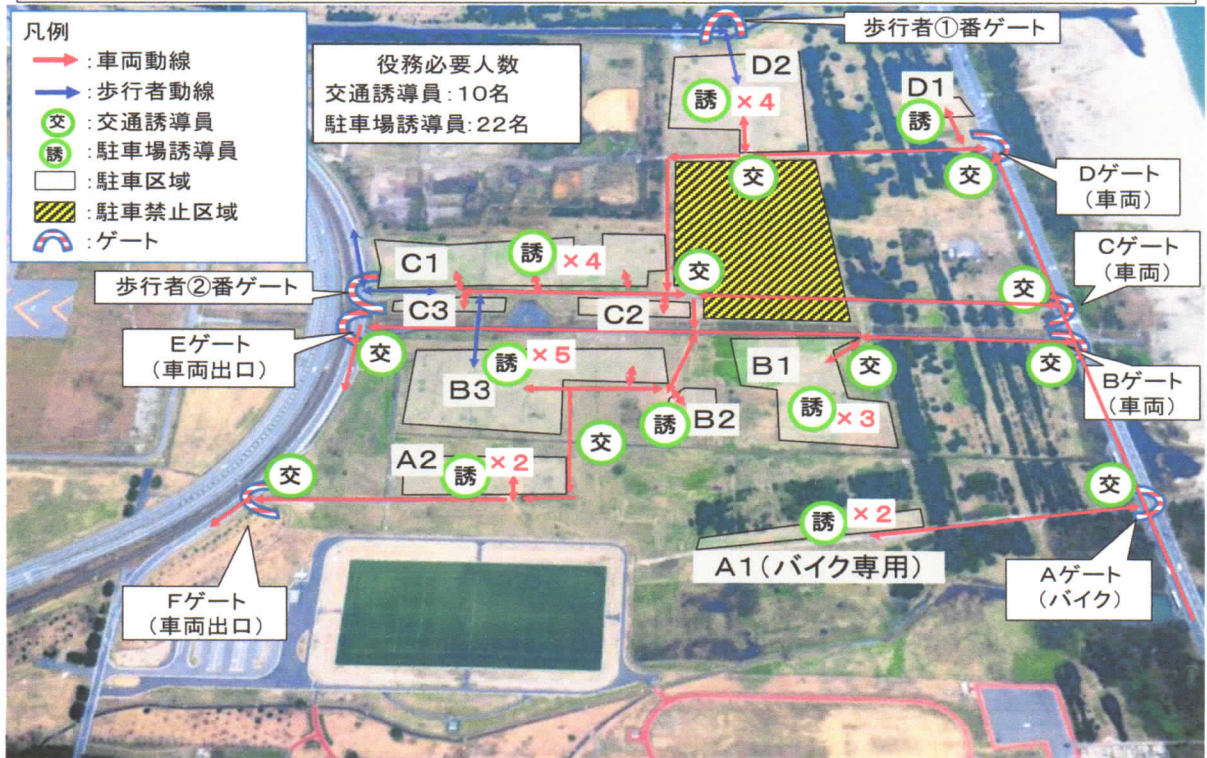 凡例
:車両動線
:歩行者動線
交:交通誘導員
誘:駐車場誘導員
:駐車区域
:駐車禁止区域
:ゲート
役務必要人数
交通誘導員:10名
駐車場誘導員:22名
歩行者①番ゲート
D2
誘×4
D1
誘
交
交
Dゲート
(車両)
C1
誘×4
交
Cゲート
(車両)
交
歩行者②番ゲート
C3
C2
Eゲート
(車両出口)
交
誘×5
B3
B1
交
交
Bゲート
(車両)
誘×3
誘
B2
交
A2
誘×2
交
交
誘×2
A1(バイク専用)
Aゲート
(バイク)
Fゲート
(車両出口)